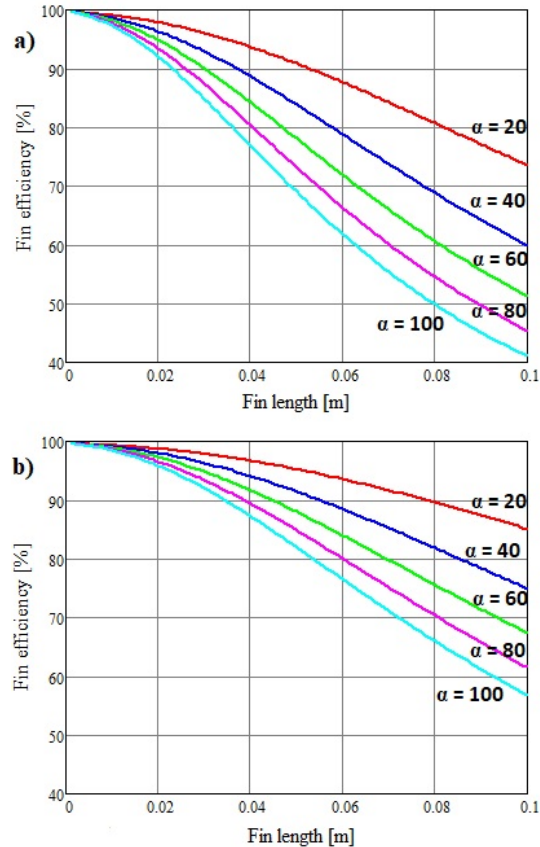 a)
Fin efficiency [%]
100
90
80
70
60
50
40
α = 20
α = 40
α = 60
α = 80
α = 100
0 0.02 0.04 0.06 0.08 0.1
Fin length [m]
b)
Fin efficiency [%]
100
90
80
70
60
50
40
α = 20
α = 40
α = 60
α = 80
α = 100
0 0.02 0.04 0.06 0.08 0.1
Fin length [m]